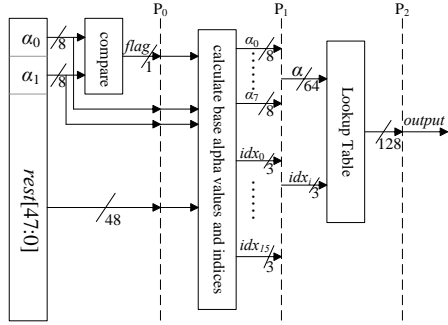 P0
P1
P2
α0
8
compare
flag
1
α1
8
rest[47:0]
48
calculate base alpha values and indices
α0
8
......
α7
8
idx0
3
......
idx15
3
α
64
idxi
3
Lookup Table
128
output